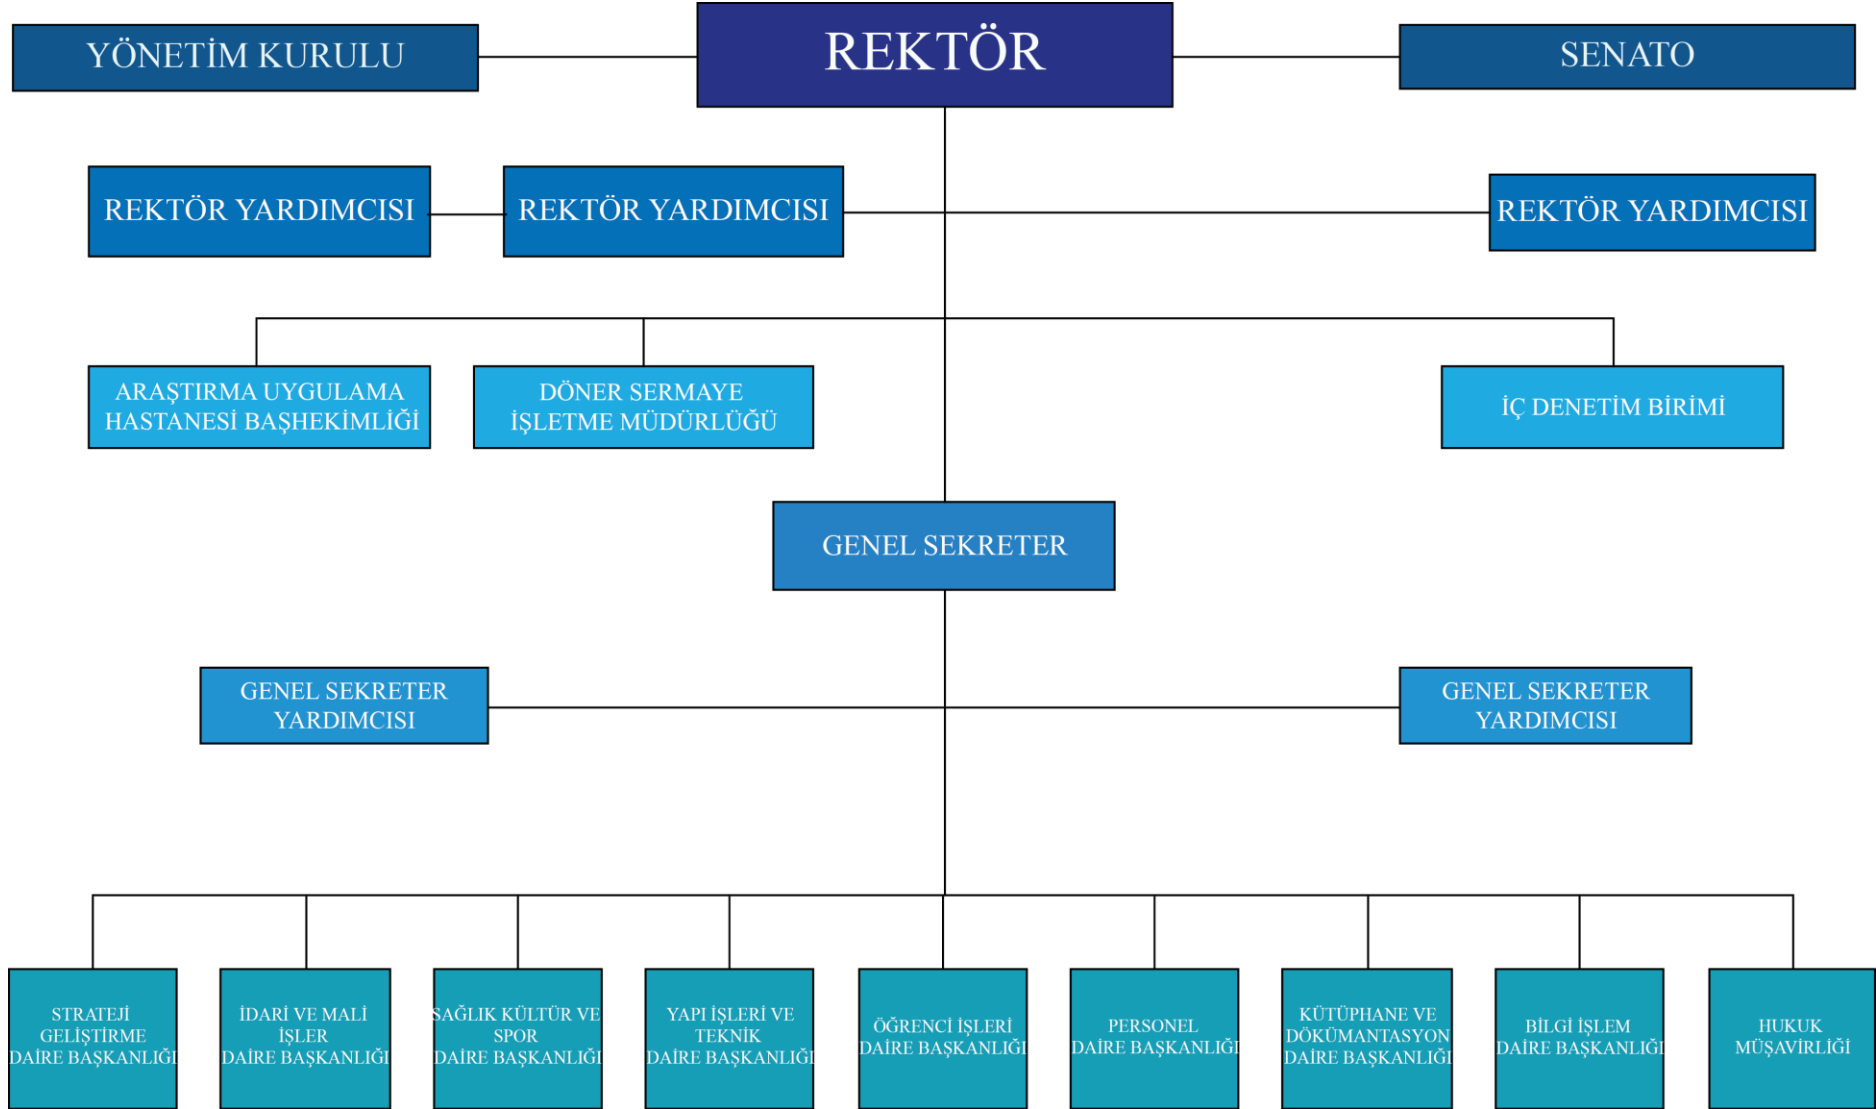 YÖNETİM KURULU
REKTÖR
SENATO
REKTÖR YARDIMCISI
REKTÖR YARDIMCISI
REKTÖR YARDIMCISI
ARAŞTIRMA UYGULAMA
HASTANESİ BAŞHEKİMLİĞİ
DÖNER SERMAYE
İŞLETME MÜDÜRLÜĞÜ
İÇ DENETİM BİRİMİ
GENEL SEKRETER
GENEL SEKRETER
YARDIMCISI
GENEL SEKRETER
YARDIMCISI
STRATEJİ
GELİŞTİRME
DAİRE BAŞKANLIĞI
İDARİ VE MALİ
İŞLER
DAİRE BAŞKANLIĞI
SAĞLIK KÜLTÜR VE
SPOR
DAİRE BAŞKANLIĞI
YAPI İŞLERİ VE
TEKNİK
DAİRE BAŞKANLIĞI
ÖĞRENCİ İŞLERİ
DAİRE BAŞKANLIĞI
PERSONEL
DAİRE BAŞKANLIĞI
KÜTÜPHANE VE
DÖKÜMANTASYON
DAİRE BAŞKANLIĞI
BİLGİ İŞLEM
DAİRE BAŞKANLIĞI
HUKUK
MÜŞAVİRLİĞİ